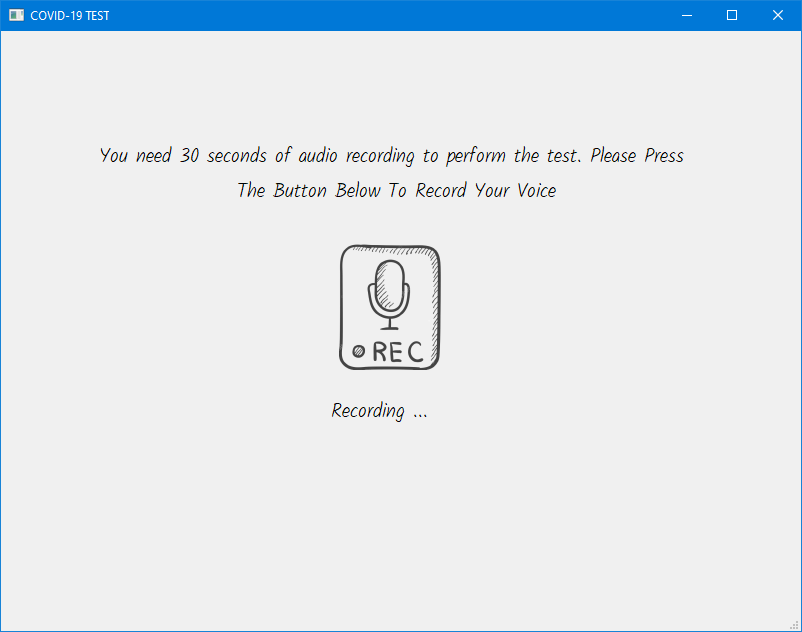 COVID-19 TEST
You need 30 seconds of audio recording to perform the test. Please Press
The Button Below To Record Your Voice
REC
Recording ...